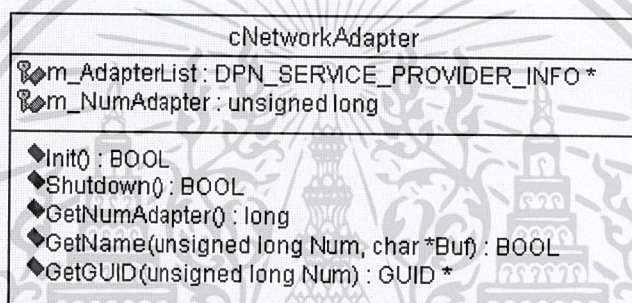 cNetworkAdapter
m_AdapterList : DPN_SERVICE_PROVIDER_INFO *
m_NumAdapter : unsigned long
Init() : BOOL
Shutdown() : BOOL
GetNumAdapter() : long
GetName(unsigned long Num, char *Buf) : BOOL
GetGUID(unsigned long Num) : GUID *